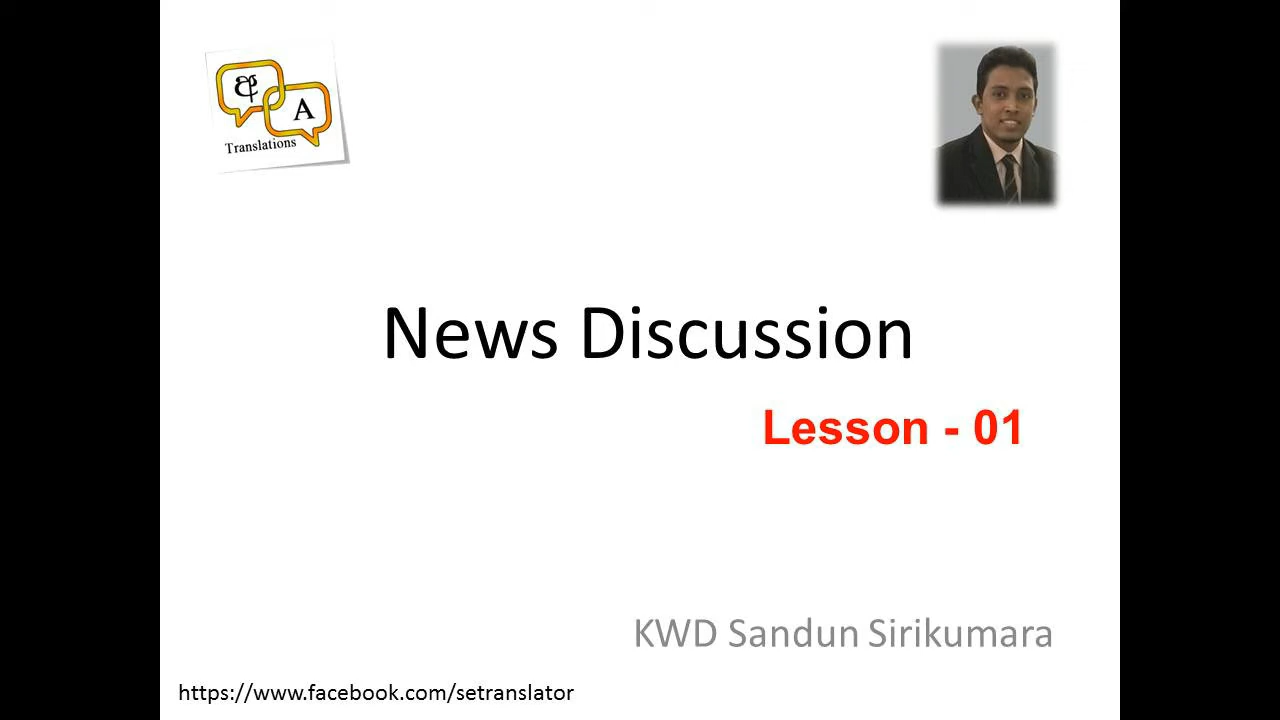 අ
A
Translations
News Discussion
Lesson - 01
KWD Sandun Sirikumara
https://www.facebook.com/setranslator